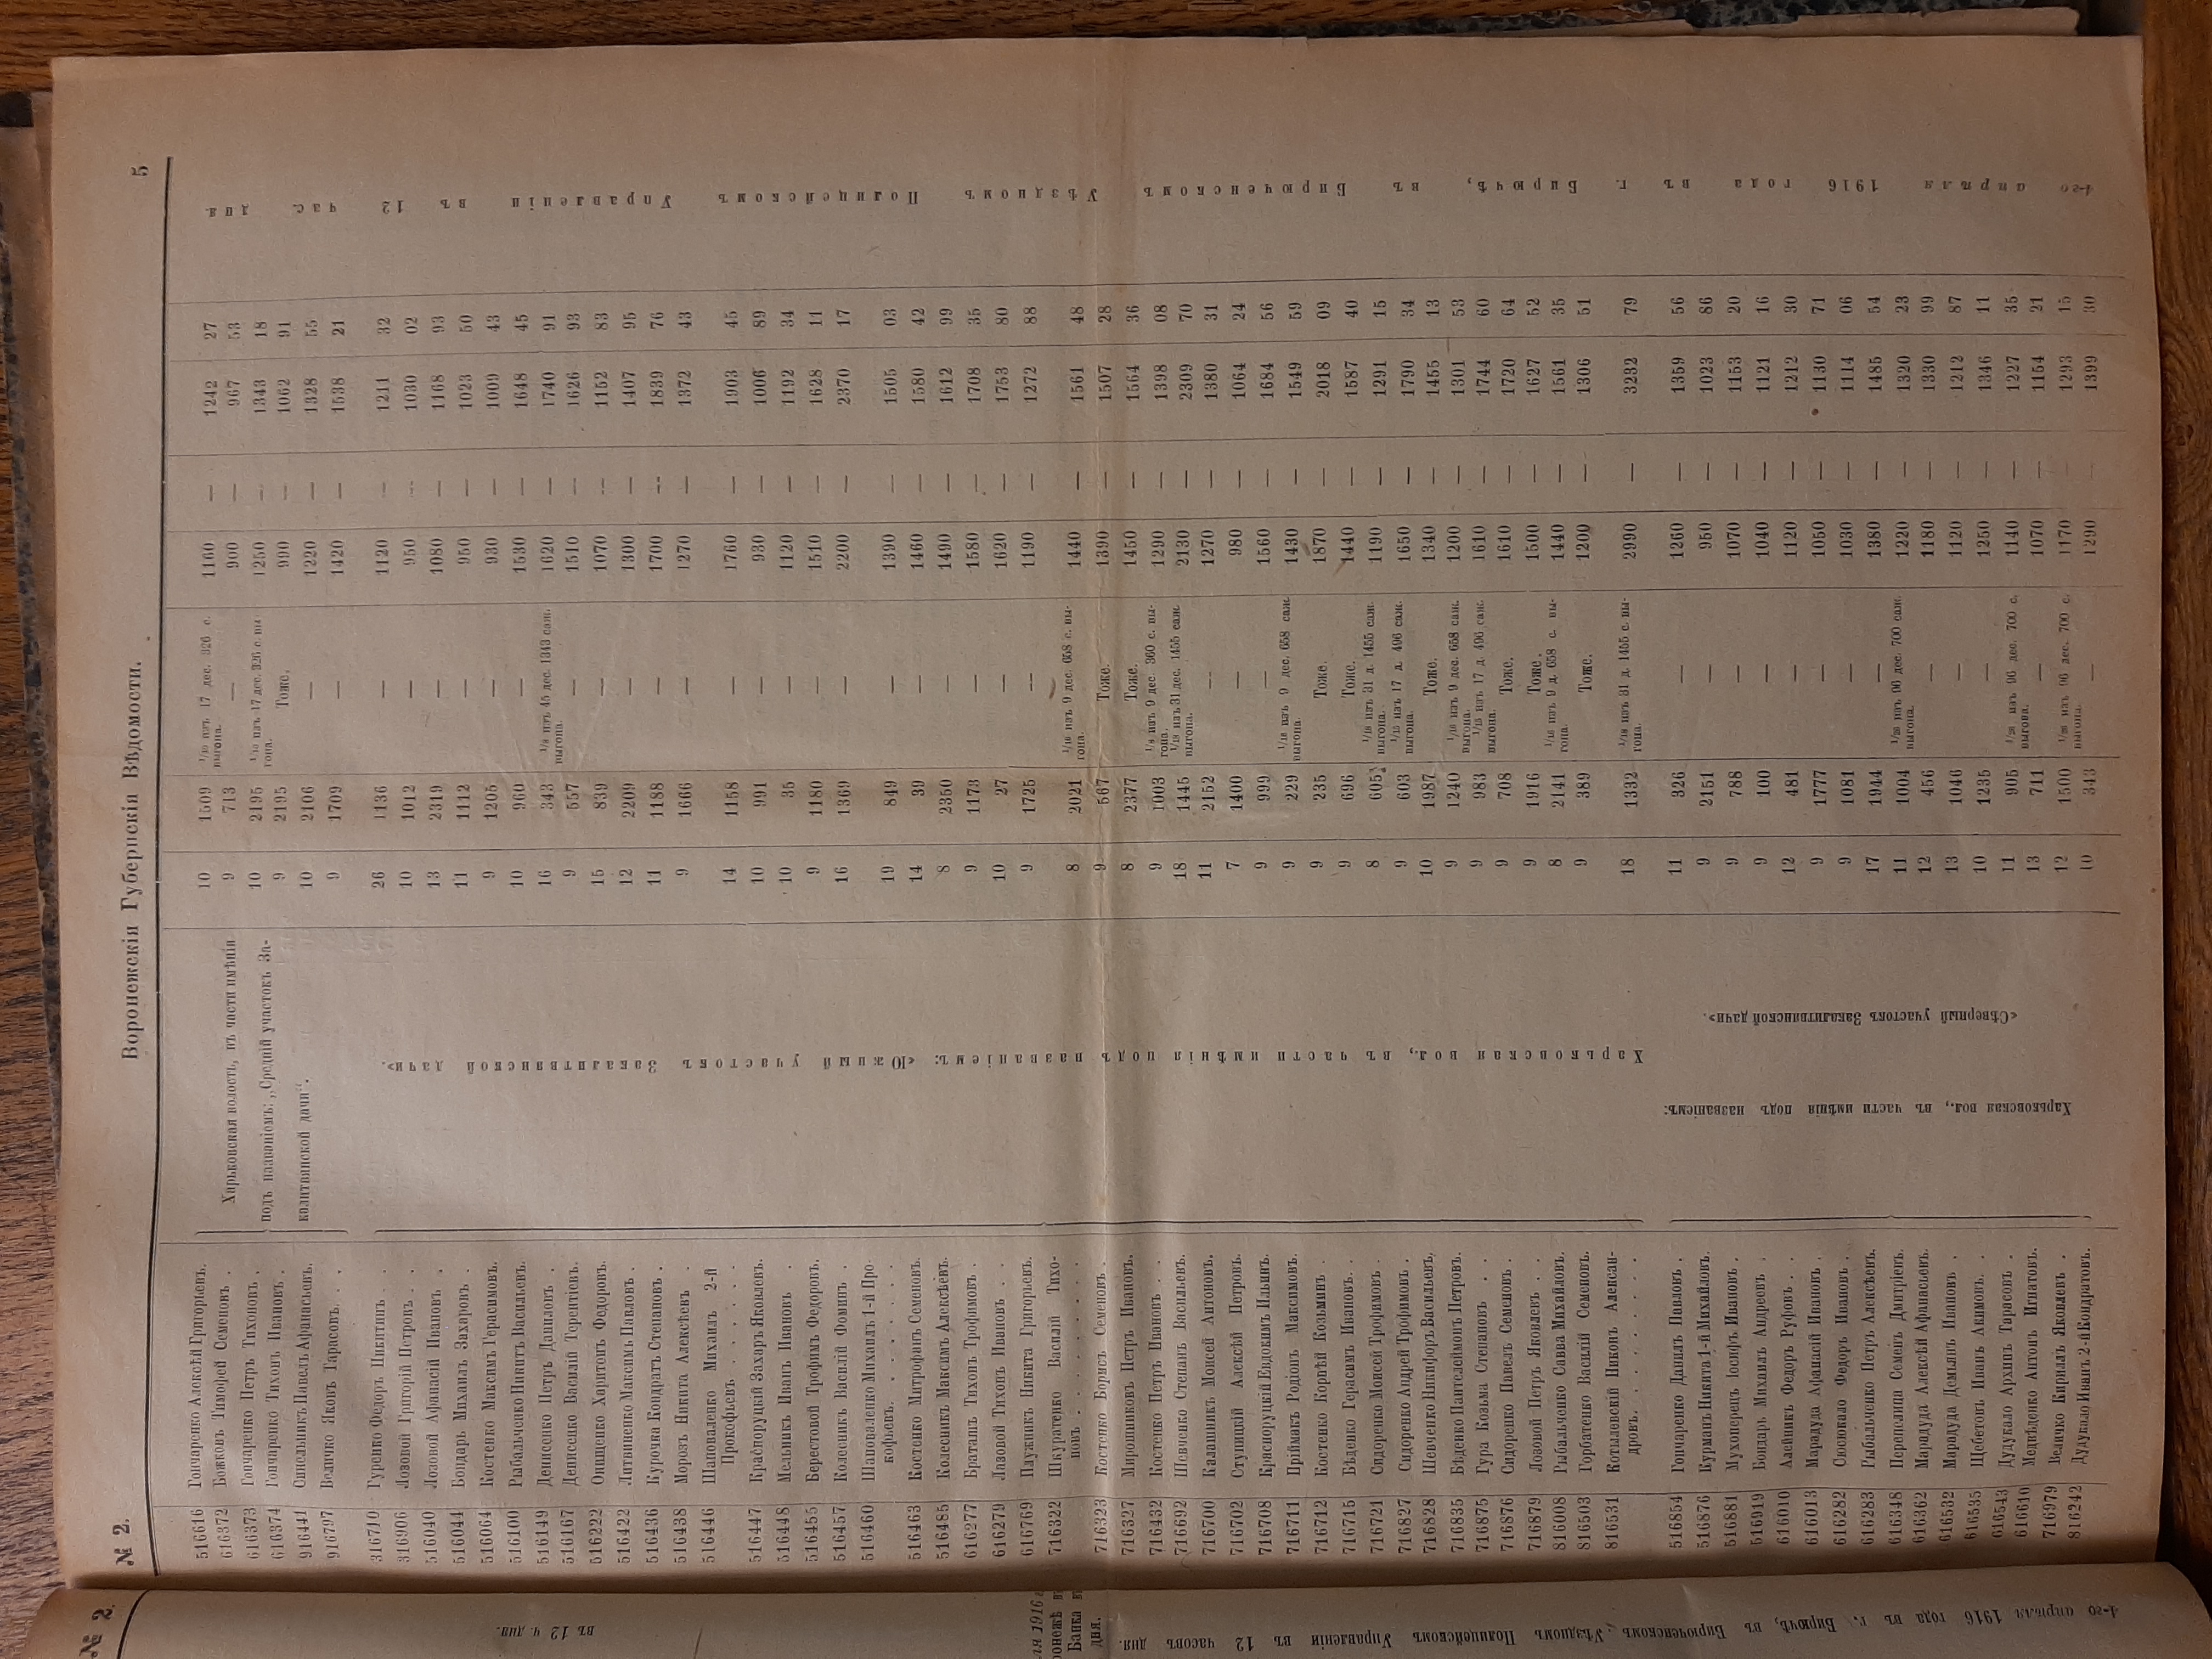 № 2.
№ 2.
Воронежскія Губернскія Вѣдомости.
5
516616 Гончаренко Алексѣй Григорьевъ. 10 1509 1/10 изъ 17 дес. 326 с. выгона. 1160 — 1242 27
616372 Божковъ Тимофей Семеновъ . 9 713 — 900 — 967 53
616373 Гончаренко Петръ Тихоновъ . 10 2195 1/10 изъ 17 дес. 326 с. выгона. 1250 — 1343 18
616374 Гончаренко Тихонъ Ивановъ . 9 2195 Тоже. 990 — 1062 91
916441 Синельникъ Павелъ Афанасьевъ. 10 2106 — 1220 — 1328 55
916797 Величко Яковъ Тарасовъ. . . 9 1709 — 1420 — 1538 21
Харьковская волость, въ части имѣнія
подъ названіемъ: „Средній участокъ За-
калитвянской дачи“.
316710 Гуренко Федоръ Никитинъ . . 26 1136 — 1120 — 1211 32
316906 Лозовой Григорій Петровъ . . 10 1012 — 950 — 1030 02
516040 Лозовой Афанасій Ивановъ . 13 2319 — 1080 — 1168 93
516044 Бондарь Михаилъ Захаровъ . 11 1112 — 950 — 1023 50
516064 Костенко Максимъ Герасимовъ. 9 1205 — 930 — 1009 43
516100 Рыбальченко Никитъ Васильевъ. 10 960 — 1530 — 1648 45
516149 Денисенко Петръ Даниловъ . 16 343 1/8 изъ 45 дес. 1343 саж. выгона. 1620 — 1740 91
516167 Денисенко Василій Терентіевъ. 9 557 — 1510 — 1626 93
516222 Онищенко Харитонъ Федоровъ. 15 839 — 1070 — 1152 83
516422 Литвиненко Максимъ Павловъ . 12 2209 — 1300 — 1407 95
516436 Курочка Кондратъ Степановъ . 11 1188 — 1700 — 1839 76
516438 Морозъ Никита Алексѣевъ . 9 1666 — 1270 — 1372 43
516446 Шаповаленко Михаилъ 2-й
Прокофьевъ . . . . . . 14 1158 — 1760 — 1903 45
516447 Красноруцкій Захаръ Яковлевъ. 10 991 — 930 — 1006 89
516448 Мельникъ Иванъ Ивановъ . 10 35 — 1120 — 1192 34
516455 Берестовой Трофимъ Федоровъ. 9 1180 — 1510 — 1628 11
516457 Колесникъ Василій Фоминъ . 16 1369 — 2200 — 2370 17
516460 Шаповаленко Михаилъ 1-й Про-
кофьевъ. . . . . . . 19 849 — 1390 — 1505 03
516463 Костенко Митрофанъ Семеновъ. 14 39 — 1460 — 1580 42
516485 Колесникъ Максимъ Алексѣевъ. 8 2350 — 1490 — 1612 99
616277 Браташъ Тихонъ Трофимовъ . 9 1173 — 1580 — 1708 35
616279 Лазовой Тихонъ Ивановъ . . 10 27 — 1620 — 1753 80
616769 Плужникъ Никита Григорьевъ. 9 1725 — 1190 — 1272 88
716322 Шкуратенко Василій Тихо-
новъ . . . . . . . . . 8 2021 1/16 изъ 9 дес. 658 с. выгона. 1440 — 1561 48
716323 Костенко Борисъ Семеновъ . 9 567 Тоже. 1390 — 1507 28
716327 Мирошниковъ Петръ Ивановъ. 8 2377 Тоже. 1450 — 1564 36
716432 Костенко Петръ Ивановъ . . 9 1003 1/8 изъ 9 дес. 360 с. выгона. 1290 — 1398 08
716692 Шевченко Степанъ Васильевъ. 18 1445 1/18 изъ 31 дес. 1455 саж. выгона. 2130 — 2309 70
716700 Калашникъ Моисей Антоновъ. 11 2152 — 1270 — 1380 31
716702 Ступицкій Алексѣй Петровъ. 7 1400 — 980 — 1064 24
716708 Красноруцкій Евдокимъ Ильинъ. 9 999 — 1560 — 1684 56
716711 Пріймакъ Родіонъ Максимовъ. 9 229 1/16 изъ 9 дес. 658 саж. выгона. 1430 — 1549 59
716712 Костенко Корнѣй Козьминъ . 9 235 Тоже. 1870 — 2018 09
716715 Бѣденко Герасимъ Ивановъ. . 9 696 Тоже. 1440 — 1587 40
716721 Сидоренко Моисей Трофимовъ . 8 605 1/18 изъ 31 д. 1455 саж. выгона. 1190 — 1291 15
716827 Сидоренко Андрей Трофимовъ . 9 603 1/15 изъ 17 д. 496 саж. выгона. 1650 — 1790 34
716828 Шевченко Никифоръ Васильевъ. 10 1987 Тоже. 1340 — 1455 13
716835 Бѣденко Пантелеймонъ Петровъ. 9 1240 1/16 изъ 9 дес. 658 саж. выгона. 1200 — 1301 53
716875 Гура Козьма Степановъ . . 9 983 1/15 изъ 17 д. 496 саж. выгона. 1610 — 1744 60
716876 Сидоренко Павелъ Семеновъ . 9 708 Тоже. 1610 — 1720 64
716879 Лозовой Петръ Яковлевъ . . 9 1916 Тоже. 1500 — 1627 52
816008 Рыбальченко Савва Михайловъ. 8 2141 1/16 изъ 9 д. 658 с. выгона. 1440 — 1561 35
816503 Горбатенко Василій Семеновъ. 9 389 Тоже. 1200 — 1306 51
816531 Котылевскій Никонъ Алексан-
дровъ. . . . . . . . . 18 1332 1/18 изъ 31 д. 1455 с. выгона. 2990 — 3232 79
Харьковская вол., въ части имѣнія подъ названіемъ: «Южный участокъ Закалитвянской дачи».
516854 Гончаренко Данилъ Павловъ . 11 326 — 1260 — 1359 56
516876 Курманъ Никита 1-й Михайловъ. 9 2151 — 950 — 1023 86
516881 Мухоперецъ Іосифъ Ивановъ . 9 788 — 1070 — 1153 20
516919 Бондарь Михаилъ Андреевъ . 9 100 — 1040 — 1121 16
616010 Алейникъ Федоръ Руфовъ . . 12 481 — 1120 — 1212 30
616013 Марадуда Афанасій Ивановъ . 9 1777 — 1050 — 1130 71
616282 Сюсюкало Федоръ Ивановъ . 9 1081 — 1030 — 1114 06
616283 Рыбальченко Петръ Алексѣевъ. 17 1944 — 1380 — 1485 54
616348 Перепелица Семенъ Дмитріевъ. 11 1004 1/20 изъ 96 дес. 700 саж. выгона. 1220 — 1320 23
616362 Марадуда Алексѣй Афанасьевъ. 12 456 — 1180 — 1330 99
616532 Марадуда Демьянъ Ивановъ . 13 1046 — 1120 — 1212 87
616535 Щебетовъ Иванъ Акимовъ. . 10 1235 — 1250 — 1346 11
616543 Дудукало Архипъ Тарасовъ . 11 905 1/20 изъ 96 дес. 700 с. выгона. 1140 — 1227 35
616610 Медвѣденко Антонъ Игнатовъ. 13 711 — 1070 — 1154 21
716979 Величко Кириллъ Яковлевъ . 12 1500 1/20 изъ 96 дес. 700 с. выгона. 1170 — 1293 15
816242 Дудукало Иванъ 2-й Кондратовъ. 10 343 — 1290 — 1399 30
Харьковская вол., въ части имѣнія подъ названіемъ:
«Сѣверный участокъ Закалитвянской дачи».
4-го апрѣля 1916 года въ г. Бирючѣ, въ Бирюченскомъ Уѣздномъ Полицейскомъ Управленіи въ 12 час. дня.
въ 12 ч. дня.
ля 1916 г
ронежѣ въ
Банка въ
дня.
4-го апрѣля 1916 года въ г. Бирючѣ, въ Бирюченскомъ Уѣздномъ Полицейскомъ Управленіи въ 12 часовъ дня.